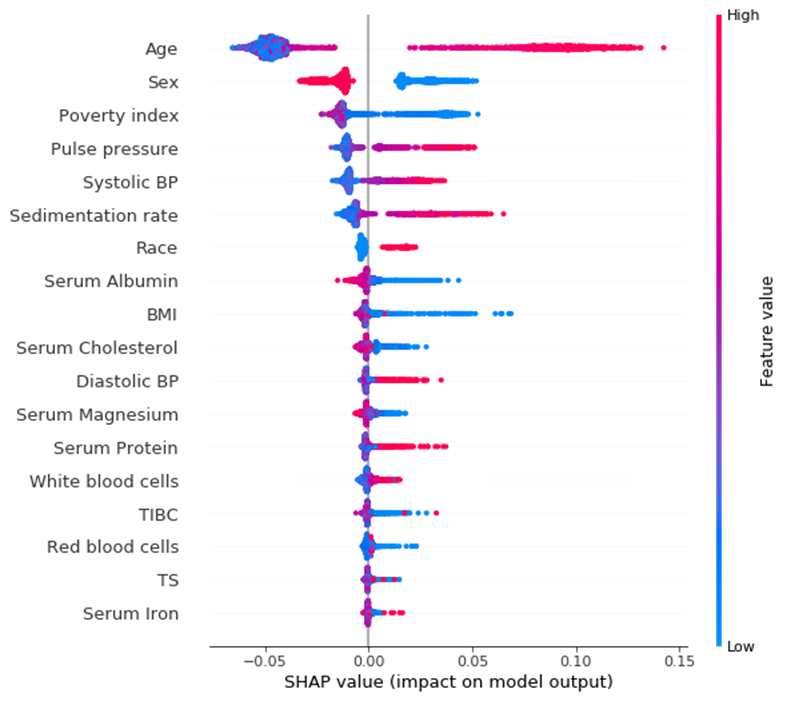 High
Age
Sex
Poverty index
Pulse pressure
Systolic BP
Sedimentation rate
Race
Serum Albumin
BMI
Serum Cholesterol
Diastolic BP
Serum Magnesium
Serum Protein
White blood cells
TIBC
Red blood cells
TS
Serum Iron
Feature value
Low
−0.05 0.00 0.05 0.10 0.15
SHAP value (impact on model output)